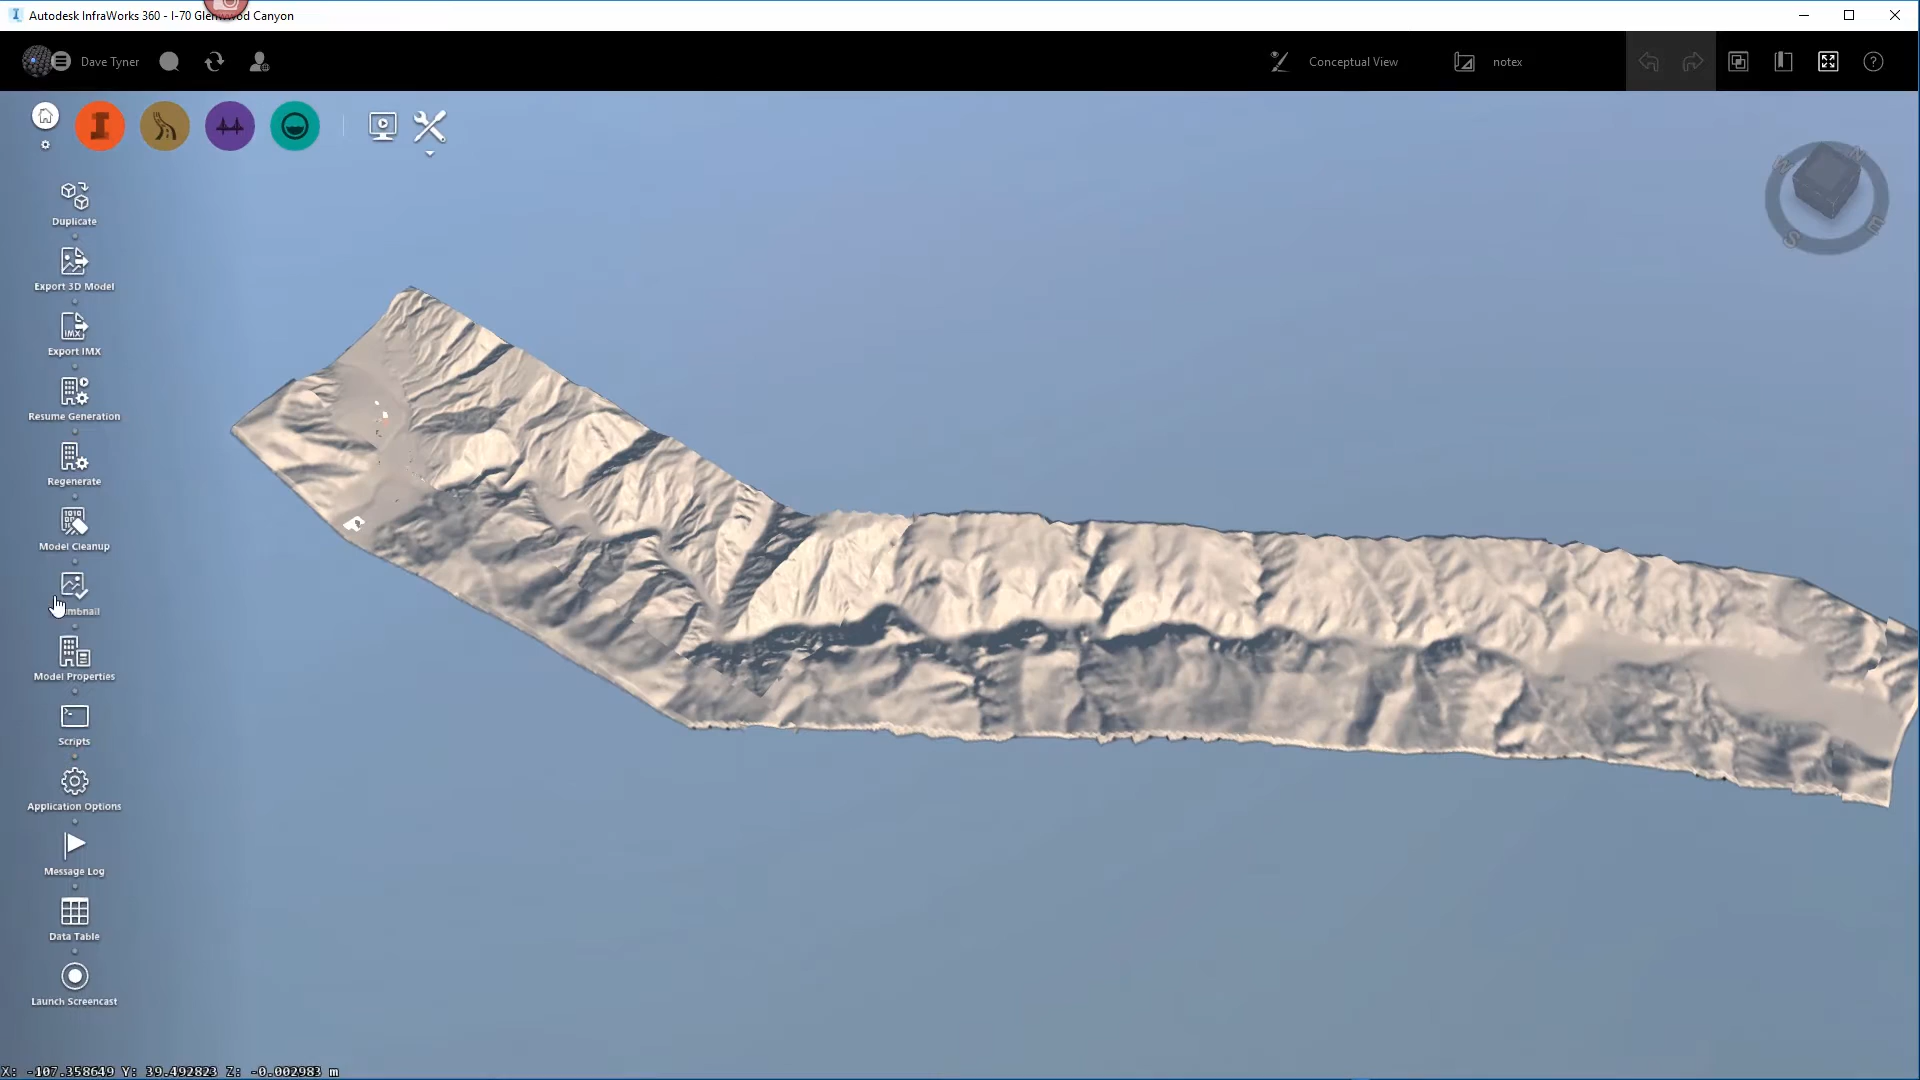 Autodesk InfraWorks 360 - I-70 Glenwood Canyon
Dave Tyner
Conceptual View
notex
Duplicate
Export 3D Model
IMX
Export IMX
Resume Generation
Regenerate
Model Cleanup
mbnail
Model Properties
Scripts
Application Options
Message Log
Data Table
Launch Screencast
W
N
S
E
X: -107.358649 Y: 39.492823 Z: -0.002983 m